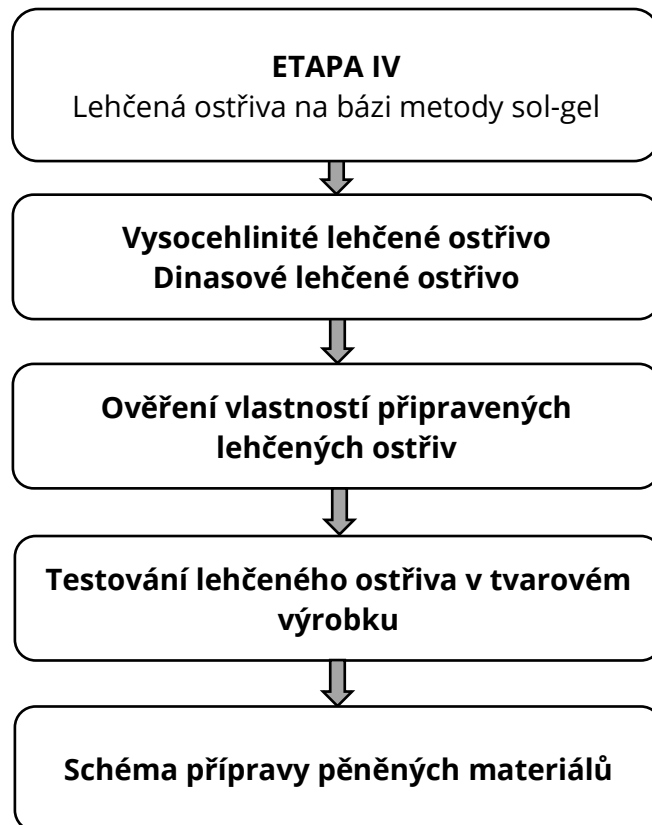 ETAPA IV
Lehčená ostřiva na bázi metody sol-gel
Vysocehlinité lehčené ostřivo
Dinasové lehčené ostřivo
Ověření vlastností připravených
lehčených ostřiv
Testování lehčeného ostřiva v tvarovém
výrobku
Schéma přípravy pěněných materiálů